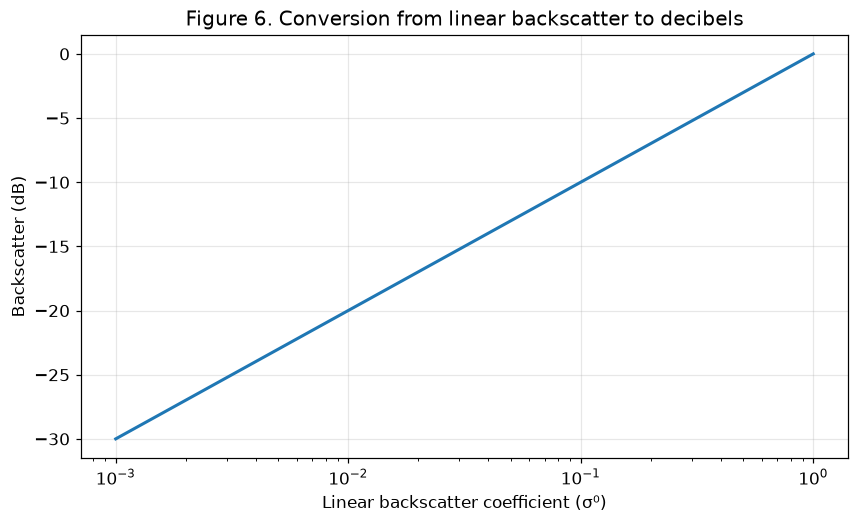 Figure 6. Conversion from linear backscatter to decibels
Backscatter (dB)
0
−5
−10
−15
−20
−25
−30
10⁻³ 10⁻² 10⁻¹ 10⁰
Linear backscatter coefficient (σ⁰)